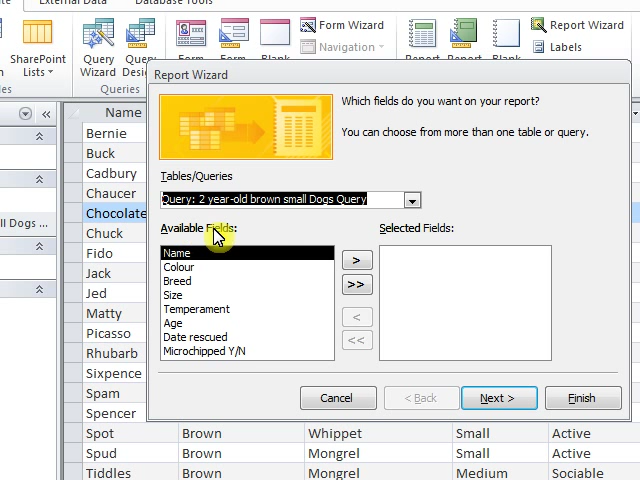 External Data
Database Tools
SharePoint Lists
Query Wizard
Query
Form
Form
Blank
Form Wizard
Navigation
Report
Report
Blank
Report Wizard
Labels
Queries
Report Wizard
Which fields do you want on your report?
You can choose from more than one table or query.
Tables/Queries
Query: 2 year-old brown small Dogs Query
Available Fields:
Selected Fields:
Name
Colour
Breed
Size
Temperament
Age
Date rescued
Microchipped Y/N
>
>>
<
<<
Cancel
< Back
Next >
Finish
«
ll Dogs ...
Name
Bernie
Buck
Cadbury
Chaucer
Chocolate
Chuck
Fido
Jack
Jed
Matty
Picasso
Rhubarb
Sixpence
Spam
Spencer
Spot Brown Whippet Small Active
Spud Brown Mongrel Small Active
Tiddles Brown Mongrel Medium Sociable